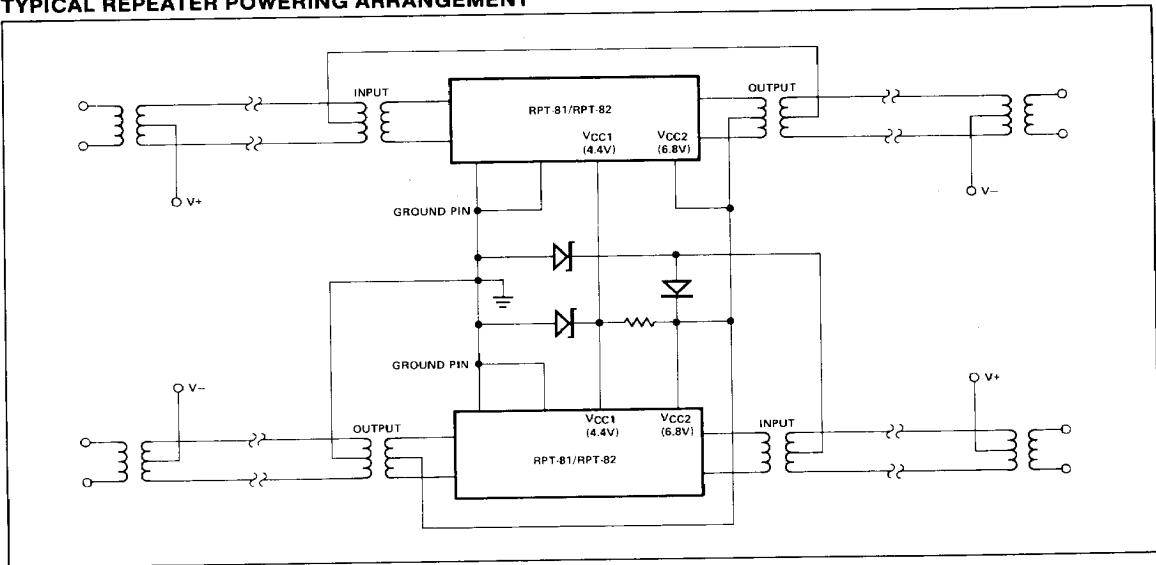 TYPICAL REPEATER POWERING ARRANGEMENT
INPUT
RPT-81/RPT-82
OUTPUT
VCC1
(4.4V)
VCC2
(6.8V)
V+
V–
GROUND PIN
GROUND PIN
V–
V+
OUTPUT
VCC1
(4.4V)
VCC2
(6.8V)
INPUT
RPT-81/RPT-82